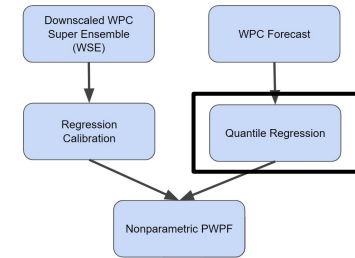 Downscaled WPC
Super Ensemble
(WSE)
WPC Forecast
Regression
Calibration
Quantile Regression
Nonparametric PWPF